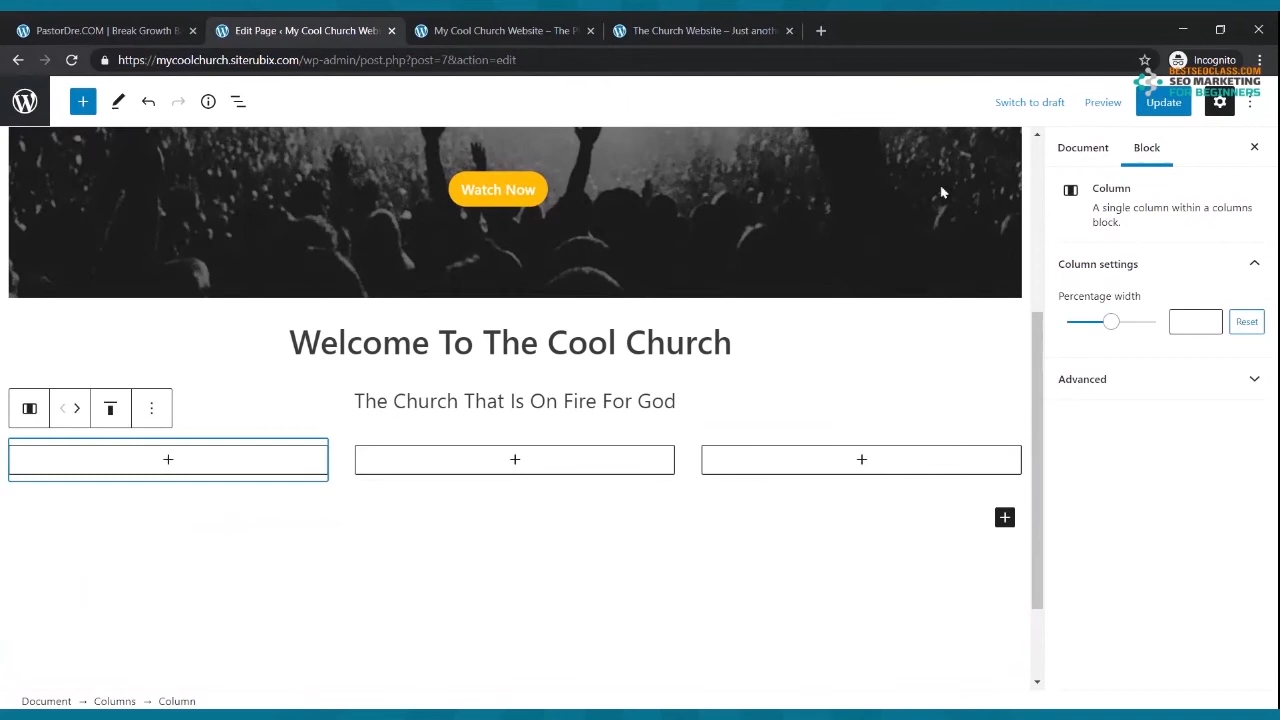 PastorDre.COM | Break Growth B
Edit Page ‹ My Cool Church Web
My Cool Church Website – The P
The Church Website – Just anoth
https://mycoolchurch.siterubix.com/wp-admin/post.php?post=7&action=edit
Incognito
BESTSEOCLASS.COM
SEO MARKETING
FOR BEGINNERS
Switch to draft
Preview
Update
Document
Block
Watch Now
Column
A single column within a columns
block.
Column settings
Percentage width
Reset
Welcome To The Cool Church
Advanced
The Church That Is On Fire For God
Document → Columns → Column